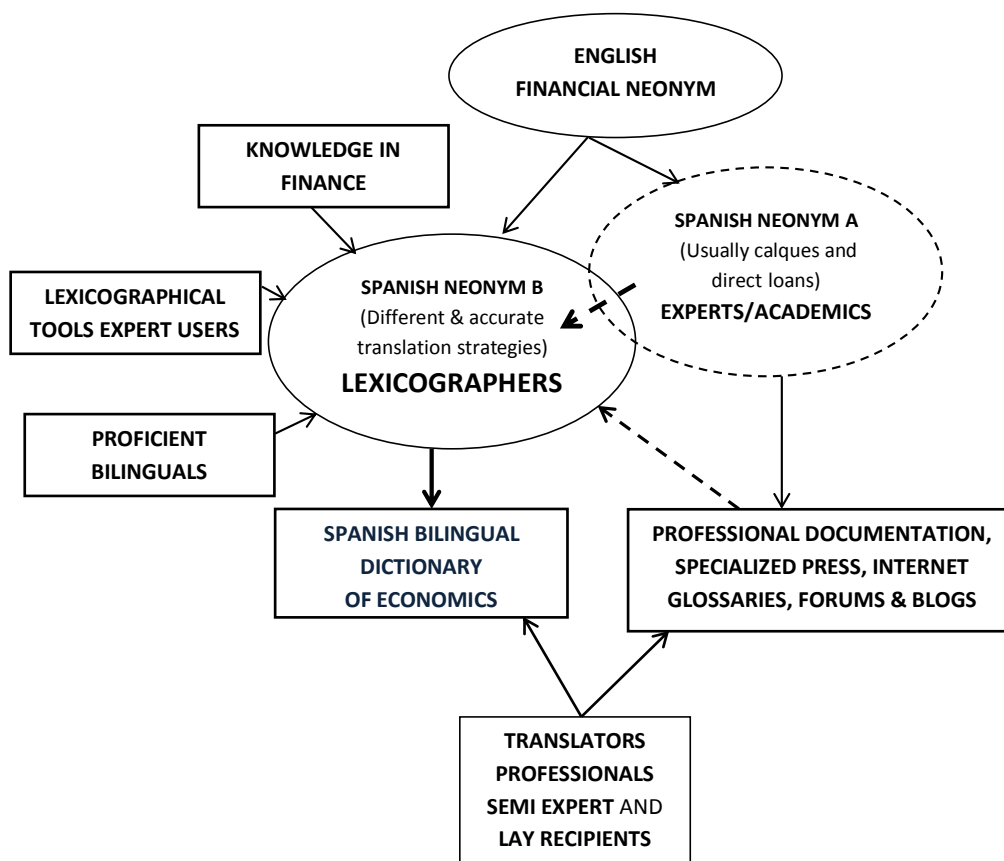 ENGLISH
FINANCIAL NEONYM
KNOWLEDGE IN
FINANCE
SPANISH NEONYM A
(Usually calques and
direct loans)
EXPERTS/ACADEMICS
SPANISH NEONYM B
(Different & accurate
translation strategies)
LEXICOGRAPHERS
LEXICOGRAPHICAL
TOOLS EXPERT USERS
PROFICIENT
BILINGUALS
SPANISH BILINGUAL
DICTIONARY
OF ECONOMICS
PROFESSIONAL DOCUMENTATION,
SPECIALIZED PRESS, INTERNET
GLOSSARIES, FORUMS & BLOGS
TRANSLATORS
PROFESSIONALS
SEMI EXPERT AND
LAY RECIPIENTS